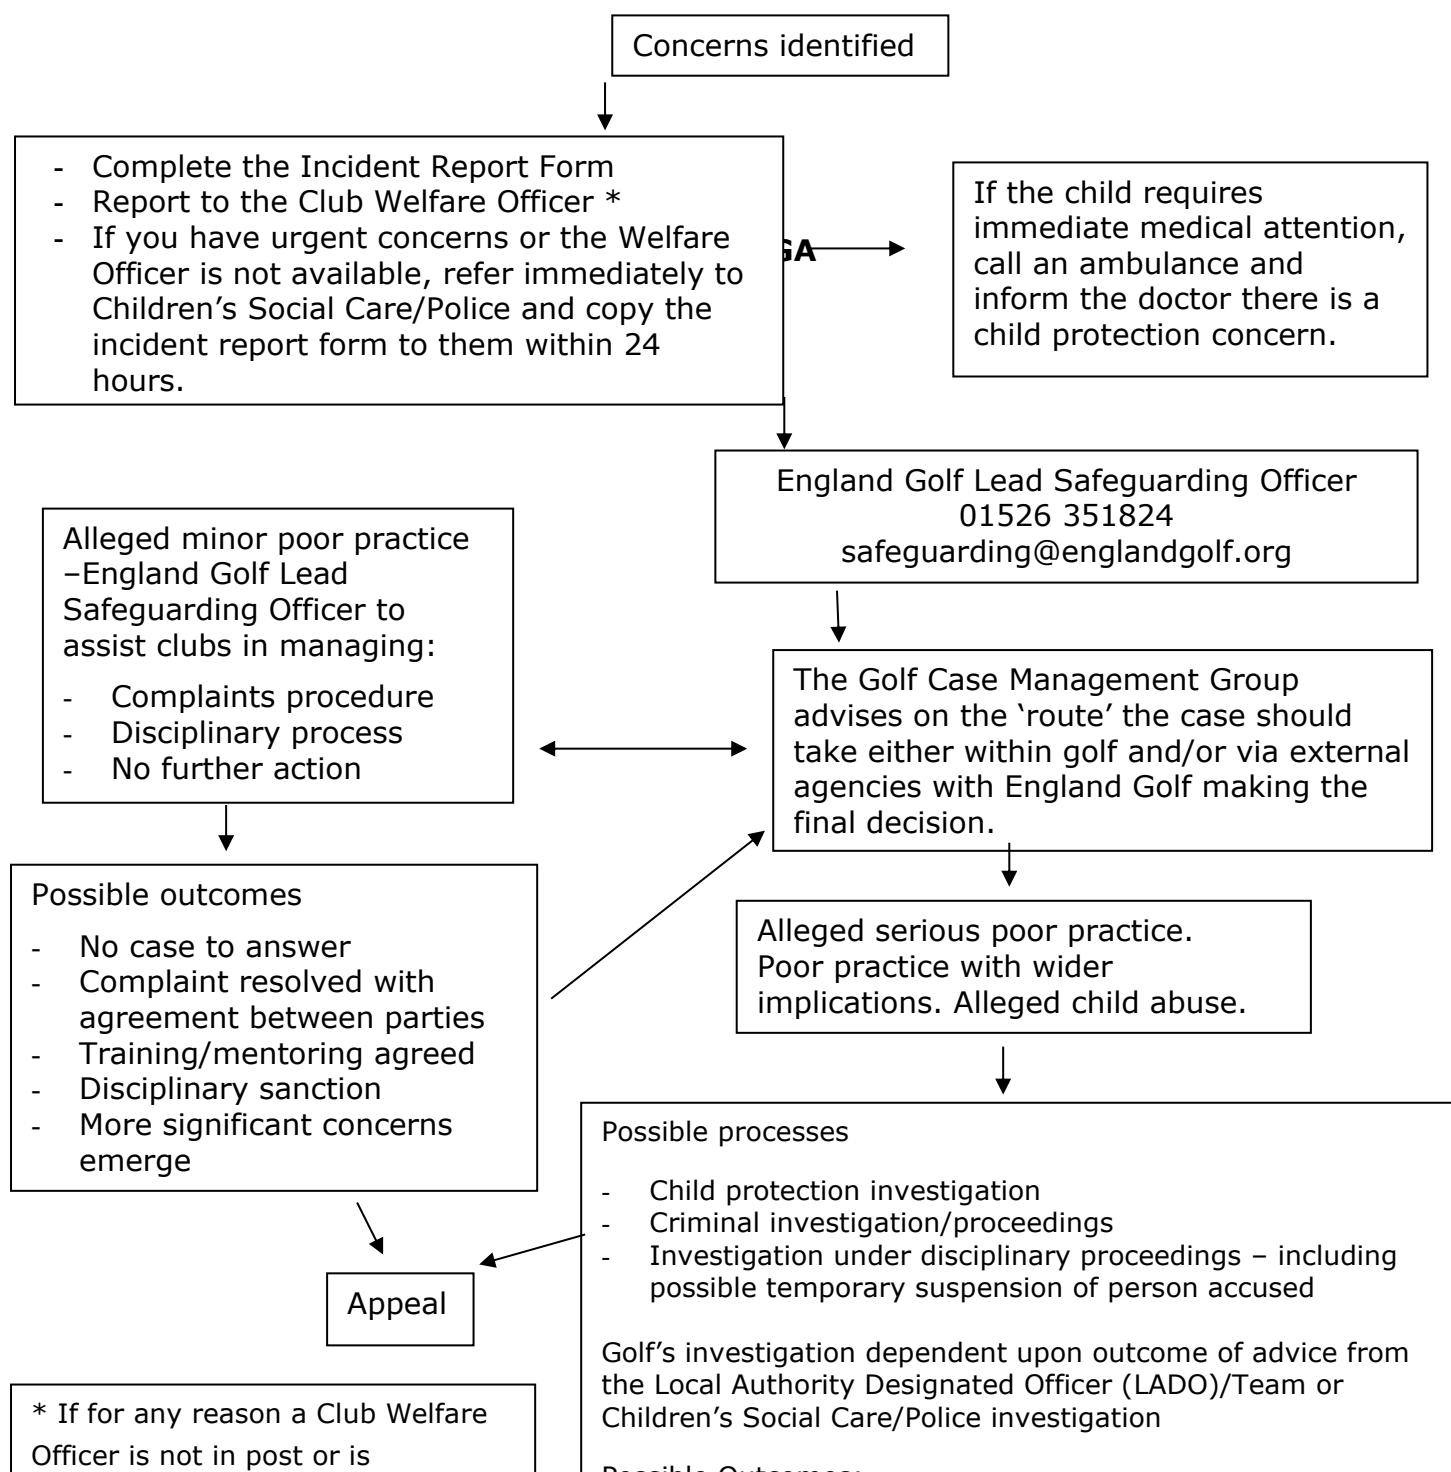 Concerns identified
- Complete the Incident Report Form
- Report to the Club Welfare Officer *
- If you have urgent concerns or the Welfare
Officer is not available, refer immediately to
Children's Social Care/Police and copy the
incident report form to them within 24
hours.
GA
If the child requires
immediate medical attention,
call an ambulance and
inform the doctor there is a
child protection concern.
England Golf Lead Safeguarding Officer
01526 351824
safeguarding@englandgolf.org
Alleged minor poor practice
–England Golf Lead
Safeguarding Officer to
assist clubs in managing:
- Complaints procedure
- Disciplinary process
- No further action
The Golf Case Management Group
advises on the ‘route’ the case should
take either within golf and/or via external
agencies with England Golf making the
final decision.
Possible outcomes
- No case to answer
- Complaint resolved with
agreement between parties
- Training/mentoring agreed
- Disciplinary sanction
- More significant concerns
emerge
Alleged serious poor practice.
Poor practice with wider
implications. Alleged child abuse.
Possible processes
- Child protection investigation
- Criminal investigation/proceedings
- Investigation under disciplinary proceedings – including
possible temporary suspension of person accused
Golf’s investigation dependent upon outcome of advice from
the Local Authority Designated Officer (LADO)/Team or
Children’s Social Care/Police investigation
Possible Outcomes:
Appeal
* If for any reason a Club Welfare
Officer is not in post or is